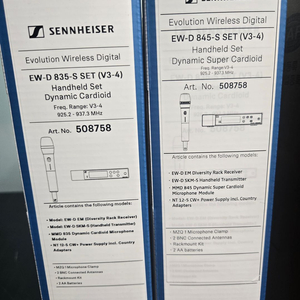 SENNHEISER
Evolution Wireless Digital
EW-D 835-S SET (V3-4)
Handheld Set
Dynamic Cardioid
Freq. Range: V3-4
925.2 - 937.3 MHz
Art. No. 508758
Article contains the following models:
- Model: EW-D EM (Diversity Rack Receiver)
- Model: EW-D SKM-S (Handheld Transmitter)
- MMD 835 Dynamic Cardioid Microphone
Module
- NT 12-5 CW+ Power Supply incl. Country
Adapters
- MZQ 1 Microphone Clamp
- 2 BNC Connected Antennas
- Rackmount Kit
- 2 AA Batteries
SENNHEISER
Evolution Wireless Digital
EW-D 845-S SET (V3-4)
Handheld Set
Dynamic Super Cardioid
Freq. Range: V3-4
925.2 - 937.3 MHz
Art. No. 508758
Article contains the following models:
- EW-D EM (Diversity Rack Receiver)
- EW-D SKM-S (Handheld Transmitter)
- MMD 845 Dynamic Super Cardioid
Microphone Module
- NT 12-5 CW+ Power Supply incl. Country
Adapters
- MZQ 1 Microphone Clamp
- 2 BNC Connected Antennas
- Rackmount Kit
- 2 AA Batteries